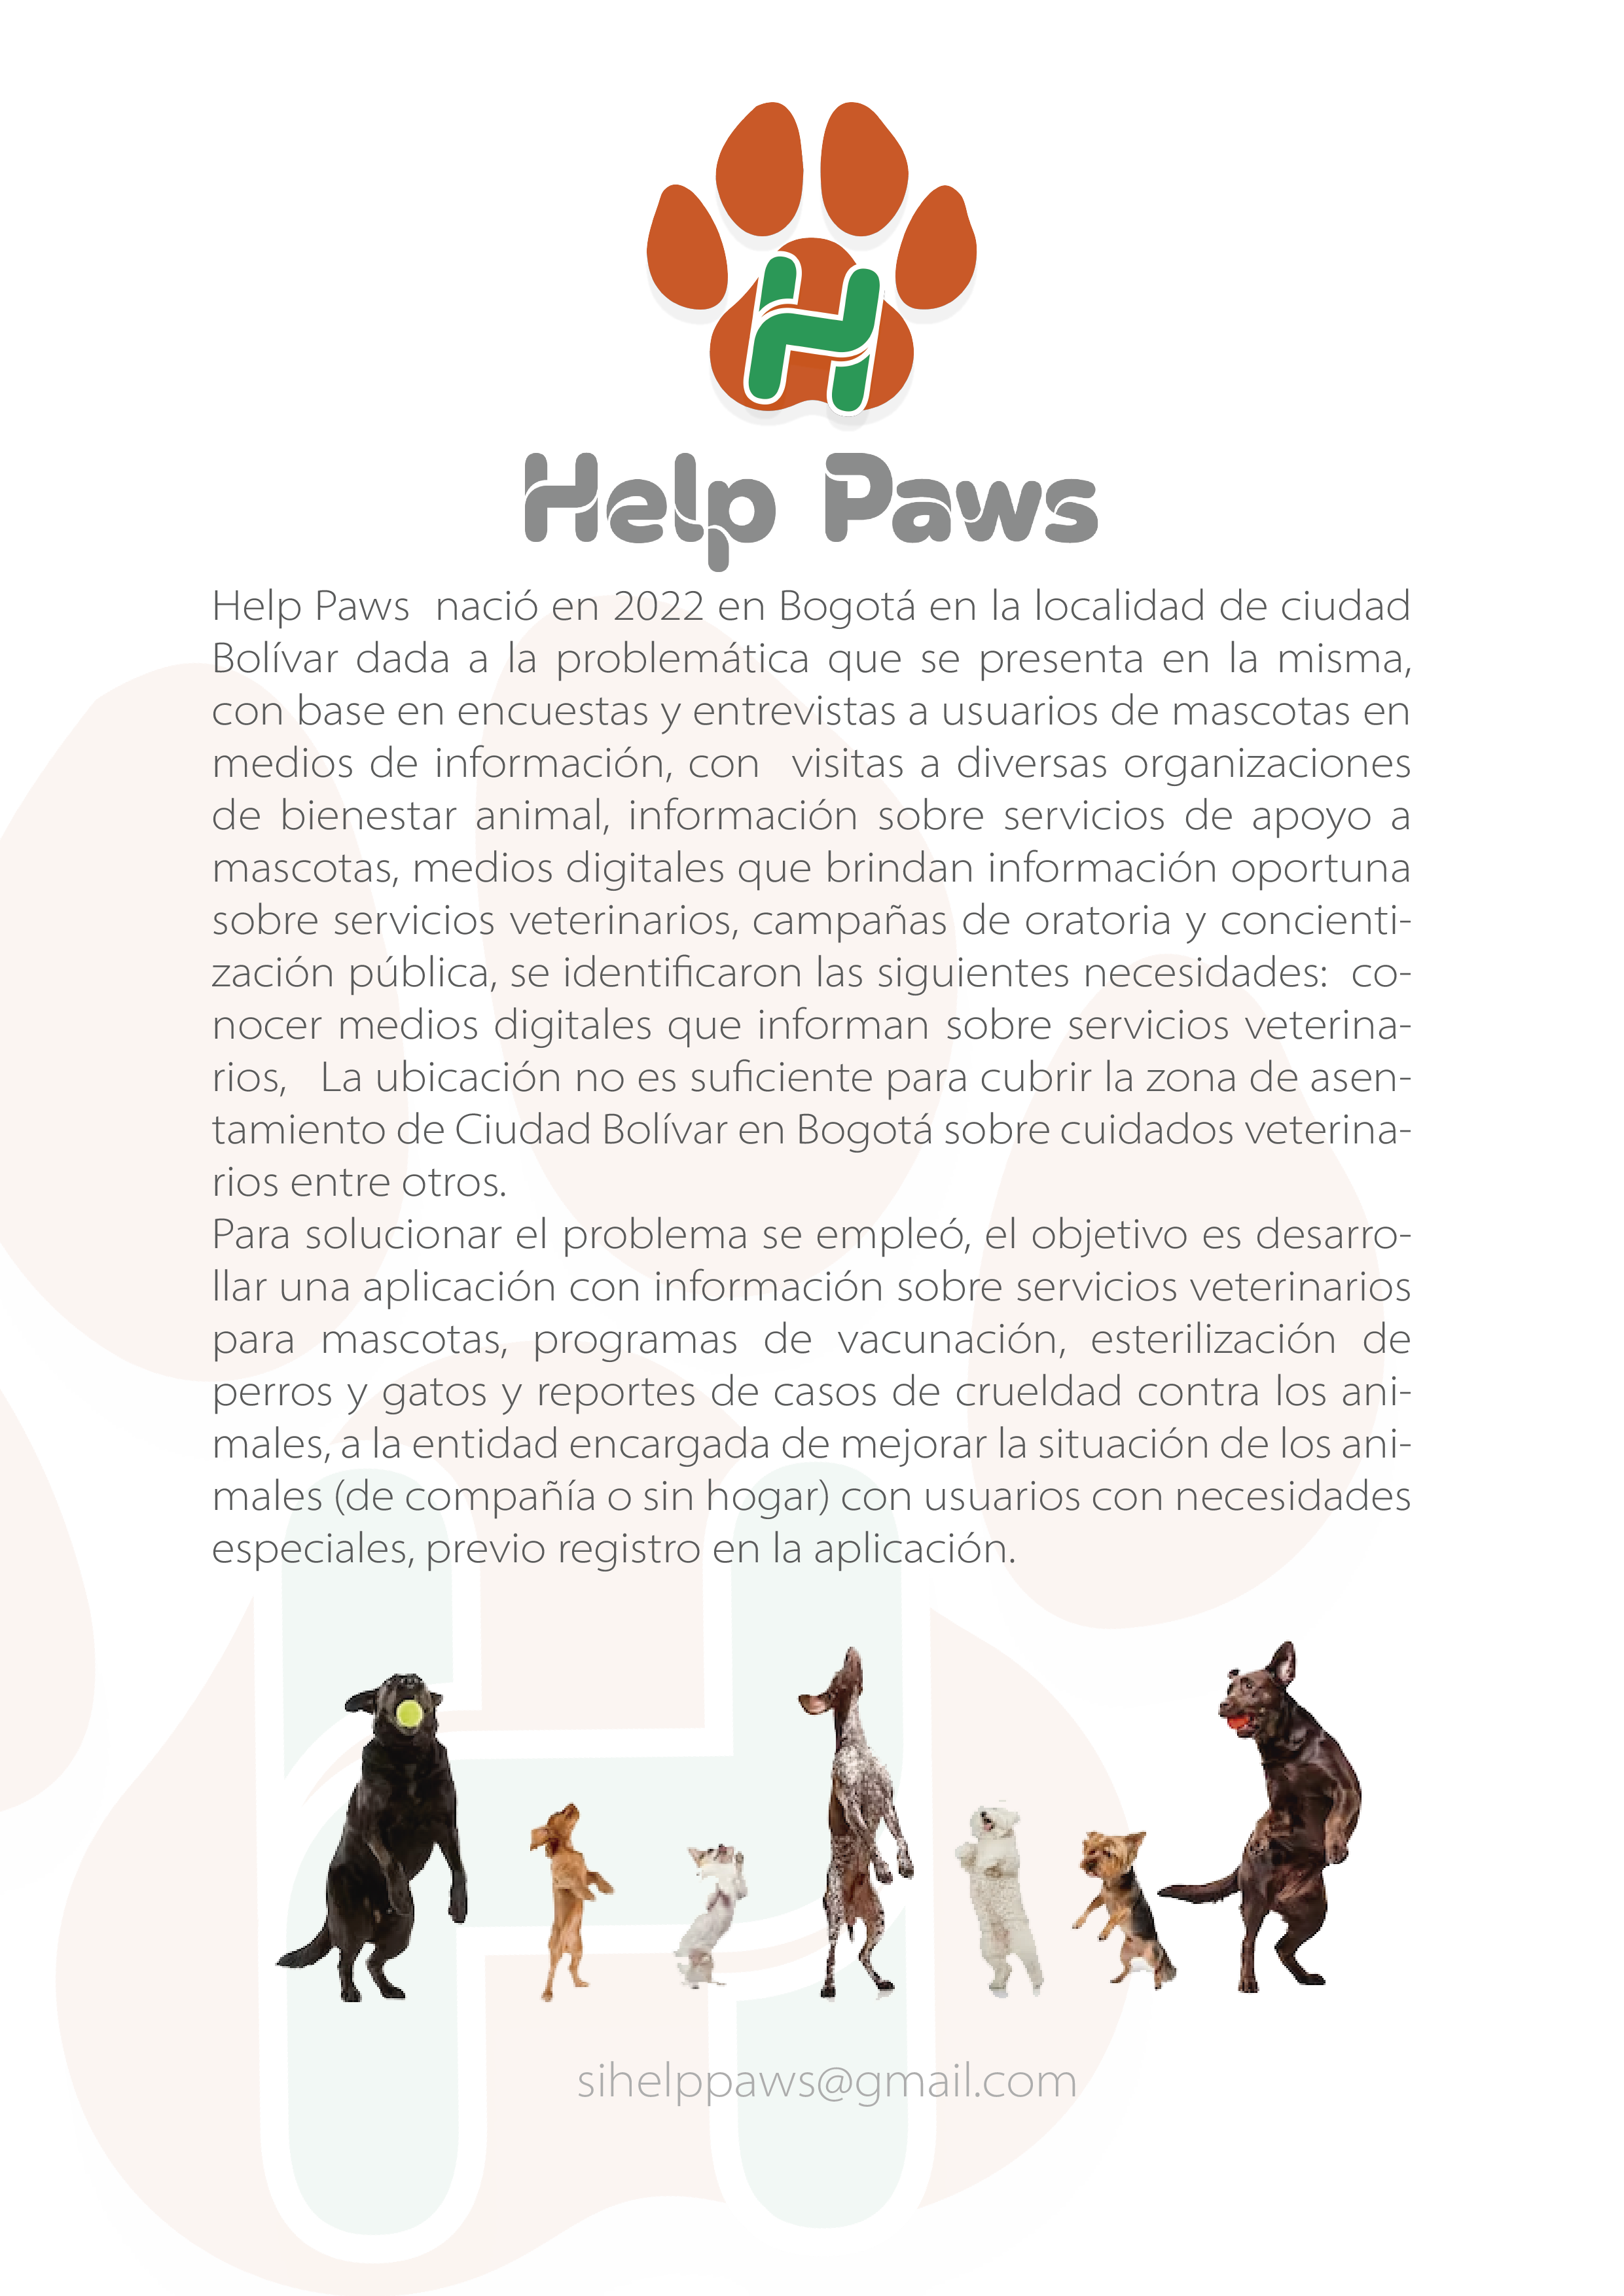 H
Help Paws
Help Paws nació en 2022 en Bogotá en la localidad de ciudad
Bolívar dada a la problemática que se presenta en la misma,
con base en encuestas y entrevistas a usuarios de mascotas en
medios de información, con visitas a diversas organizaciones
de bienestar animal, información sobre servicios de apoyo a
mascotas, medios digitales que brindan información oportuna
sobre servicios veterinarios, campañas de oratoria y concienti-
zación pública, se identificaron las siguientes necesidades: co-
nocer medios digitales que informan sobre servicios veterina-
rios, La ubicación no es suficiente para cubrir la zona de asen-
tamiento de Ciudad Bolívar en Bogotá sobre cuidados veterina-
rios entre otros.
Para solucionar el problema se empleó, el objetivo es desarro-
llar una aplicación con información sobre servicios veterinarios
para mascotas, programas de vacunación, esterilización de
perros y gatos y reportes de casos de crueldad contra los ani-
males, a la entidad encargada de mejorar la situación de los ani-
males (de compañía o sin hogar) con usuarios con necesidades
especiales, previo registro en la aplicación.
sihelppaws@gmail.com